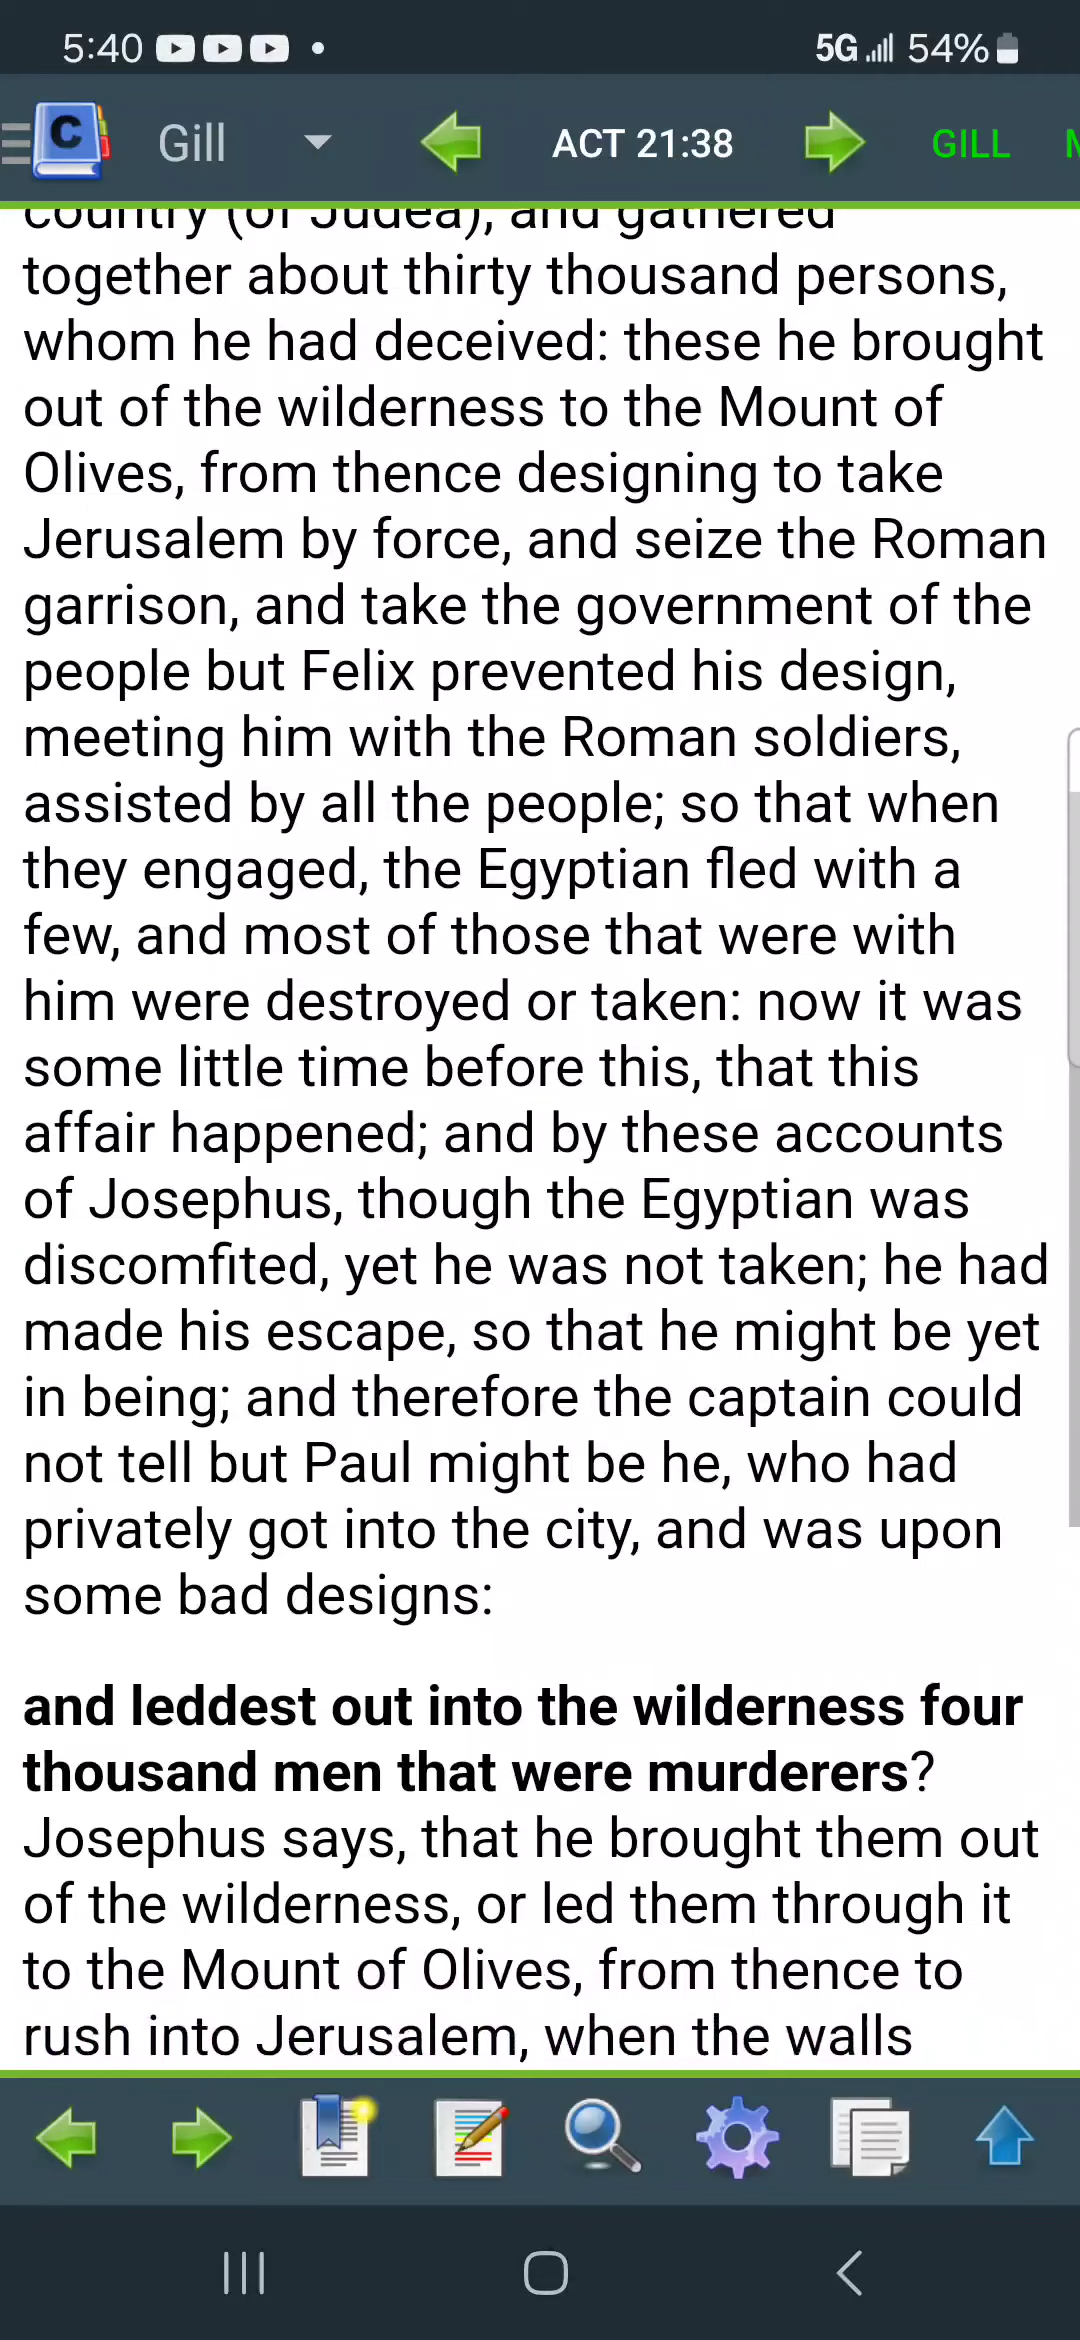 5:40
5G 54%
C
Gill
ACT 21:38
GILL
country (of Judea), and gathered
together about thirty thousand persons,
whom he had deceived: these he brought
out of the wilderness to the Mount of
Olives, from thence designing to take
Jerusalem by force, and seize the Roman
garrison, and take the government of the
people but Felix prevented his design,
meeting him with the Roman soldiers,
assisted by all the people; so that when
they engaged, the Egyptian fled with a
few, and most of those that were with
him were destroyed or taken: now it was
some little time before this, that this
affair happened; and by these accounts
of Josephus, though the Egyptian was
discomfited, yet he was not taken; he had
made his escape, so that he might be yet
in being; and therefore the captain could
not tell but Paul might be he, who had
privately got into the city, and was upon
some bad designs:
and leddest out into the wilderness four
thousand men that were murderers?
Josephus says, that he brought them out
of the wilderness, or led them through it
to the Mount of Olives, from thence to
rush into Jerusalem, when the walls